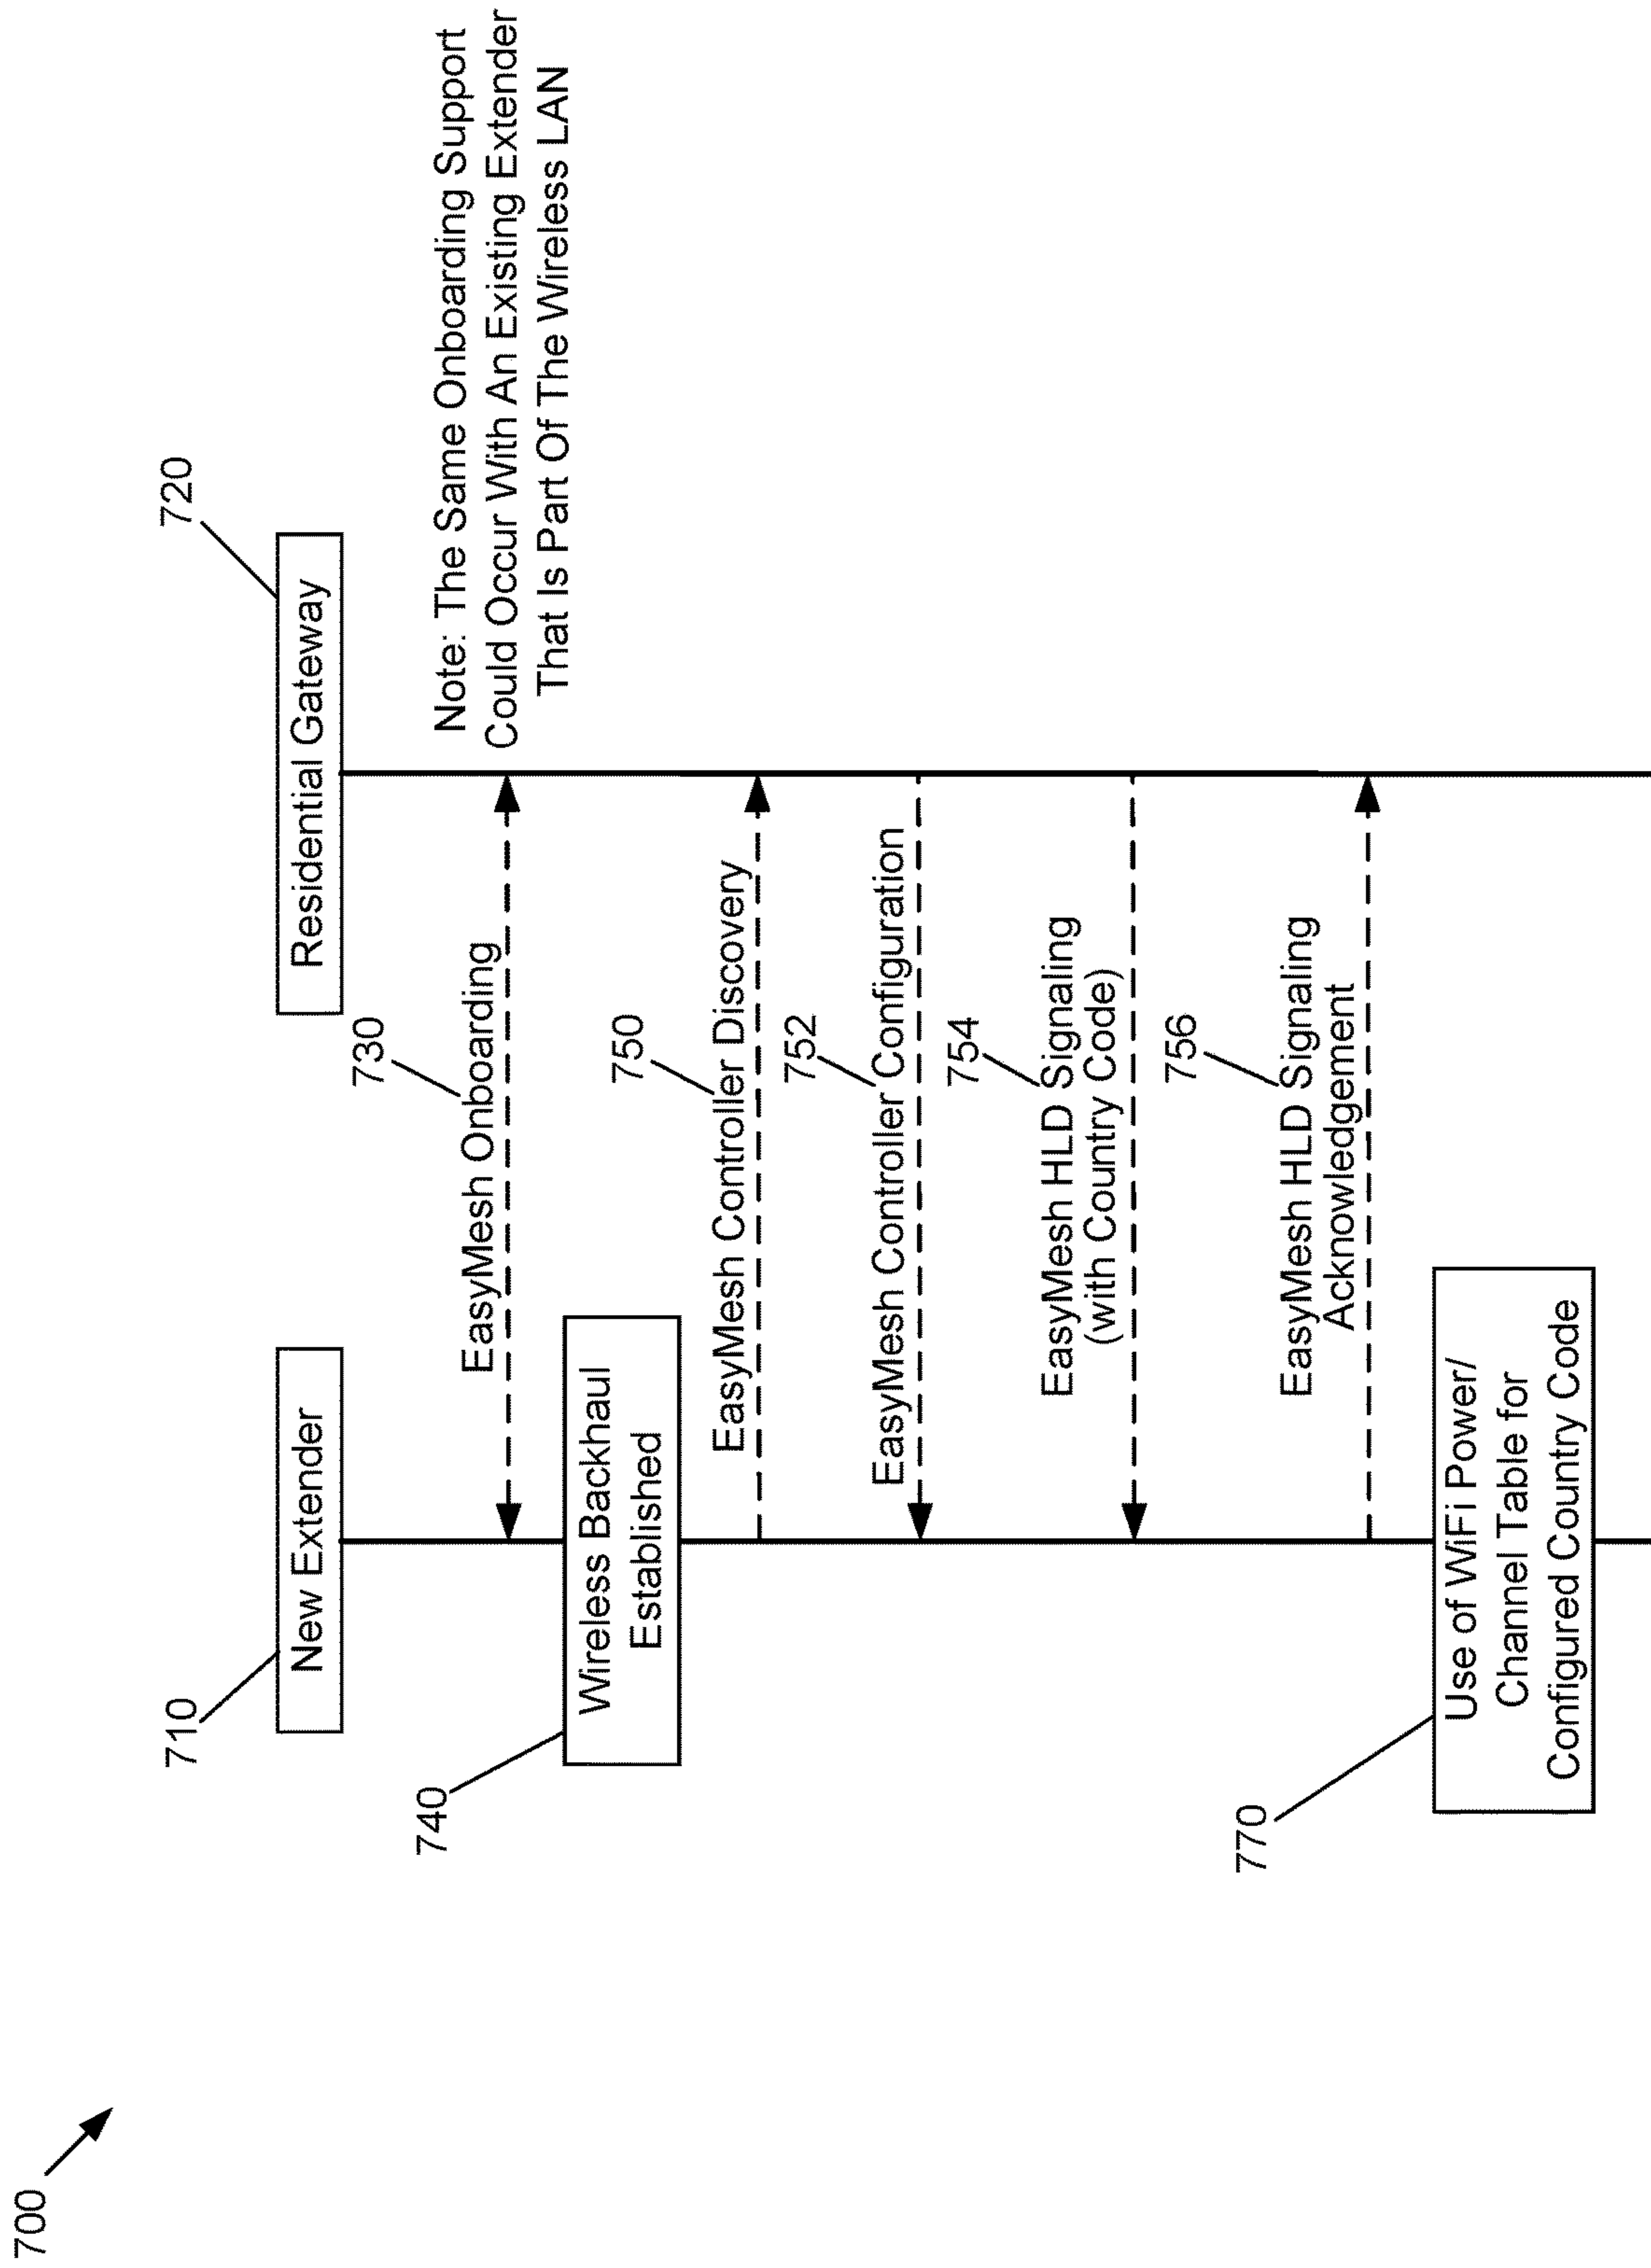 700
710
New Extender
720
Residential Gateway
730
EasyMesh Onboarding
Note: The Same Onboarding Support
Could Occur With An Existing Extender
That Is Part Of The Wireless LAN
740
Wireless Backhaul
Established
750
EasyMesh Controller Discovery
752
EasyMesh Controller Configuration
754
EasyMesh HLD Signaling
(with Country Code)
756
EasyMesh HLD Signaling
Acknowledgement
770
Use of WiFi Power/
Channel Table for
Configured Country Code